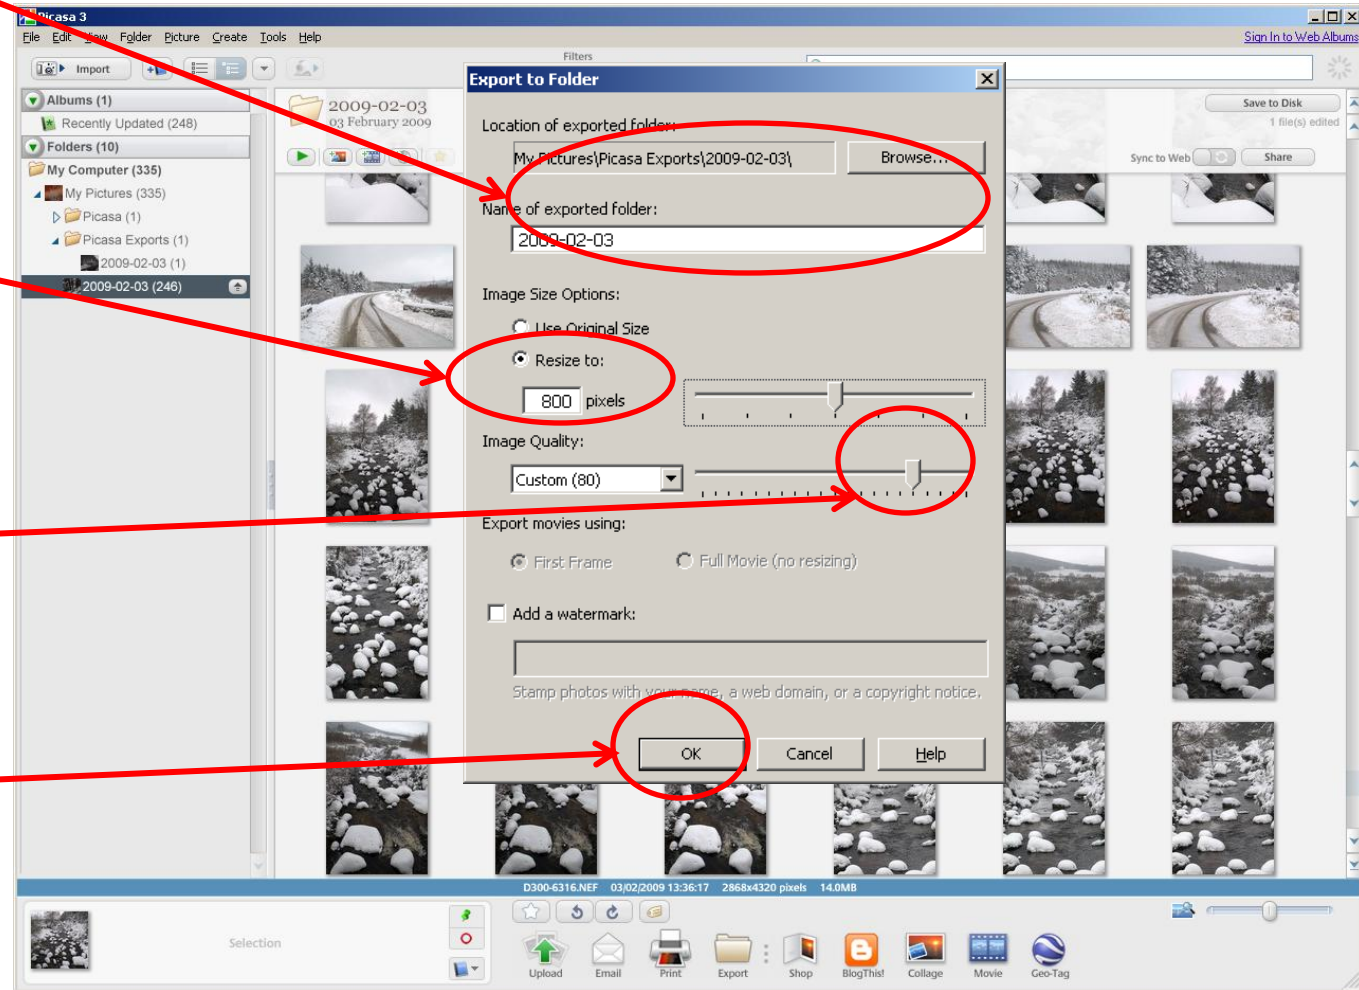 Picasa 3
File Edit View Folder Picture Create Tools Help
Sign In to Web Albums
Import
Filters
Albums (1)
Recently Updated (248)
Folders (10)
My Computer (335)
My Pictures (335)
Picasa (1)
Picasa Exports (1)
2009-02-03 (1)
2009-02-03 (246)
2009-02-03
03 February 2009
Save to Disk
1 file(s) edited
Sync to Web
Share
Export to Folder
Location of exported folder:
My Pictures\Picasa Exports\2009-02-03\
Browse...
Name of exported folder:
2009-02-03
Image Size Options:
Use Original Size
Resize to:
800 pixels
Image Quality:
Custom (80)
Export movies using:
First Frame Full Movie (no resizing)
Add a watermark:
Stamp photos with your name, a web domain, or a copyright notice.
OK Cancel Help
D300-6316.NEF 03/02/2009 13:36:17 2868x4320 pixels 14.0MB
Selection
Upload Email Print Export Shop BlogThis! Collage Movie Geo-Tag